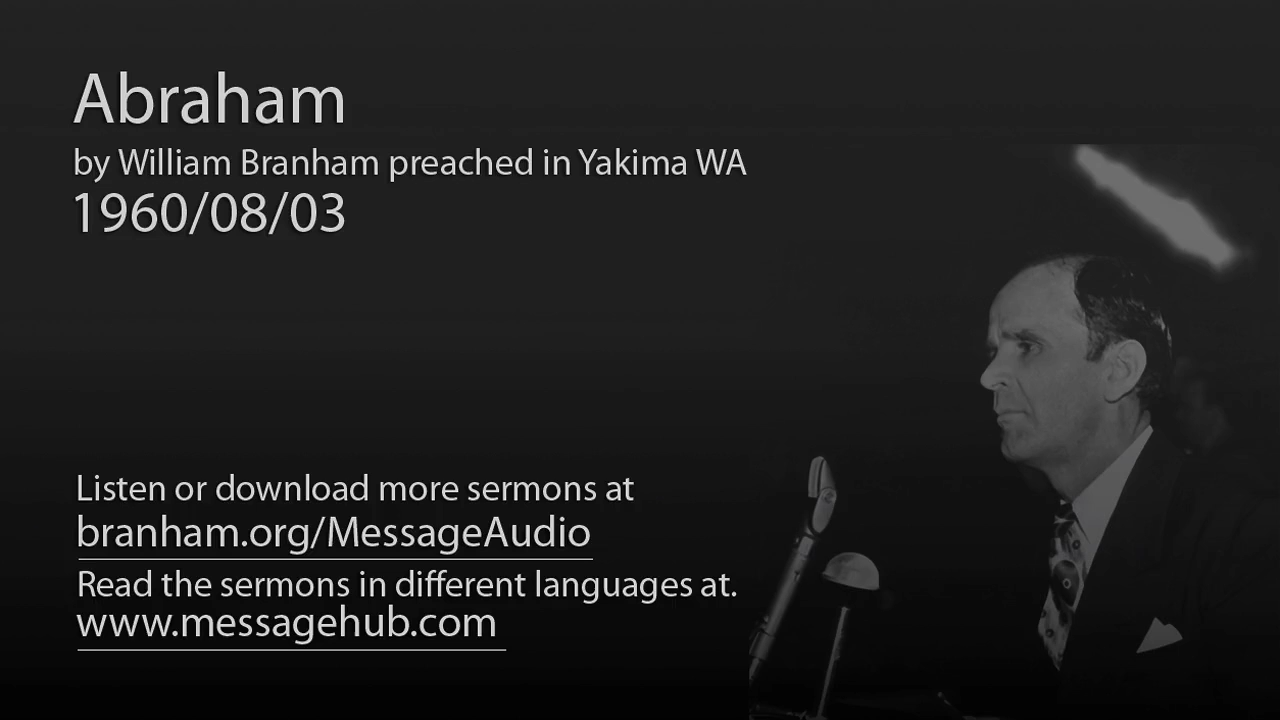 Abraham
by William Branham preached in Yakima WA
1960/08/03
Listen or download more sermons at
branham.org/MessageAudio
Read the sermons in different languages at.
www.messagehub.com